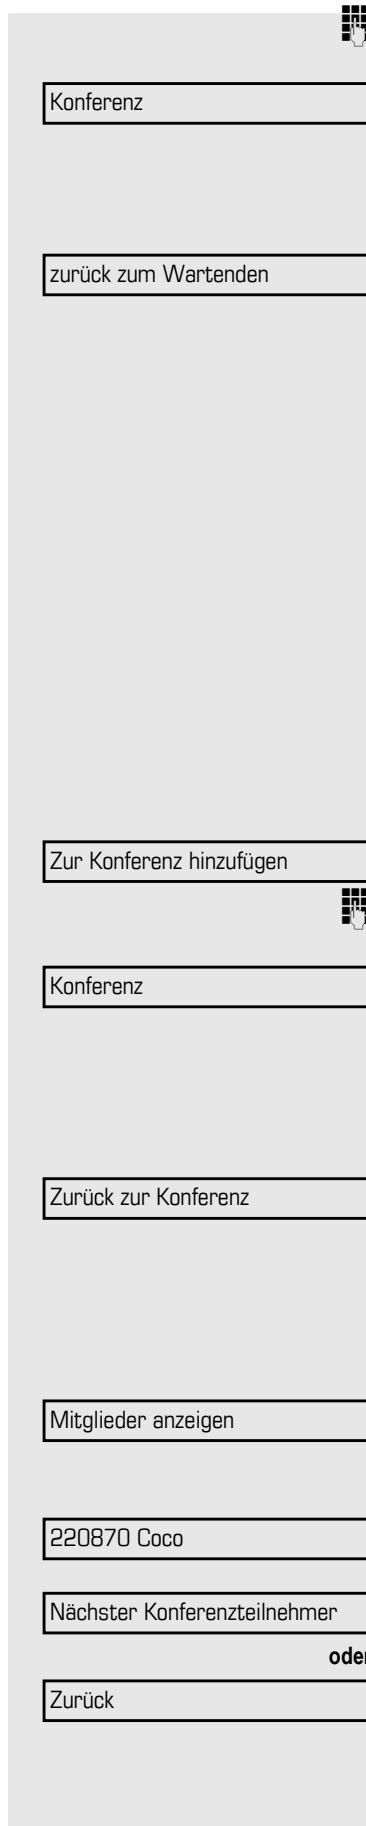 Konferenz
zurück zum Wartenden
Zur Konferenz hinzufügen
Konferenz
Zurück zur Konferenz
Mitglieder anzeigen
220870 Coco
Nächster Konferenzteilnehmer
oder
Zurück